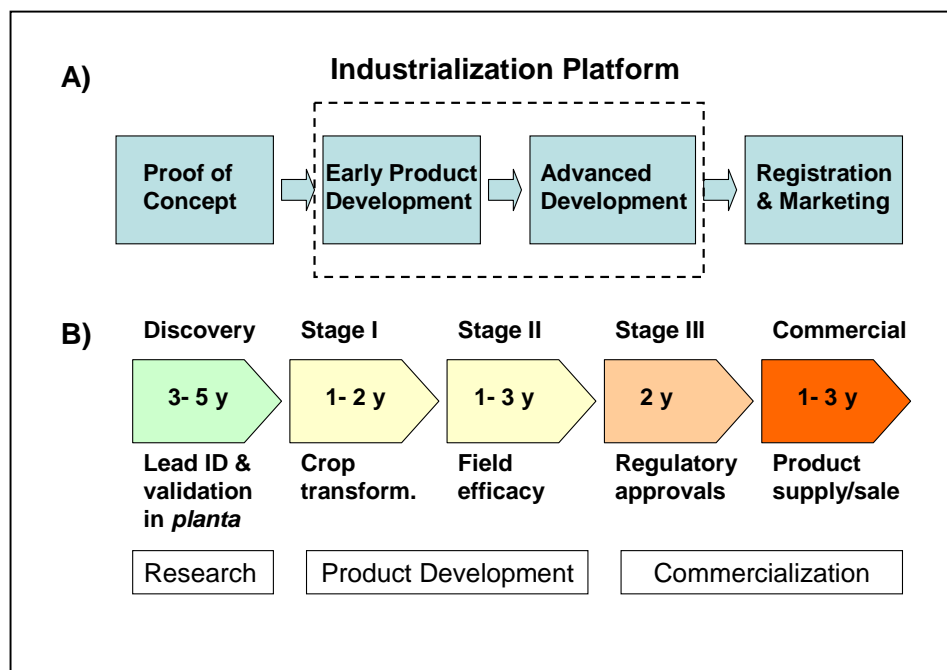 A)
Industrialization Platform
Proof of
Concept
Early Product
Development
Advanced
Development
Registration
& Marketing
B)
Discovery
Stage I
Stage II
Stage III
Commercial
3- 5 y
1- 2 y
1- 3 y
2 y
1- 3 y
Lead ID &
validation
in planta
Crop
transform.
Field
efficacy
Regulatory
approvals
Product
supply/sale
Research
Product Development
Commercialization